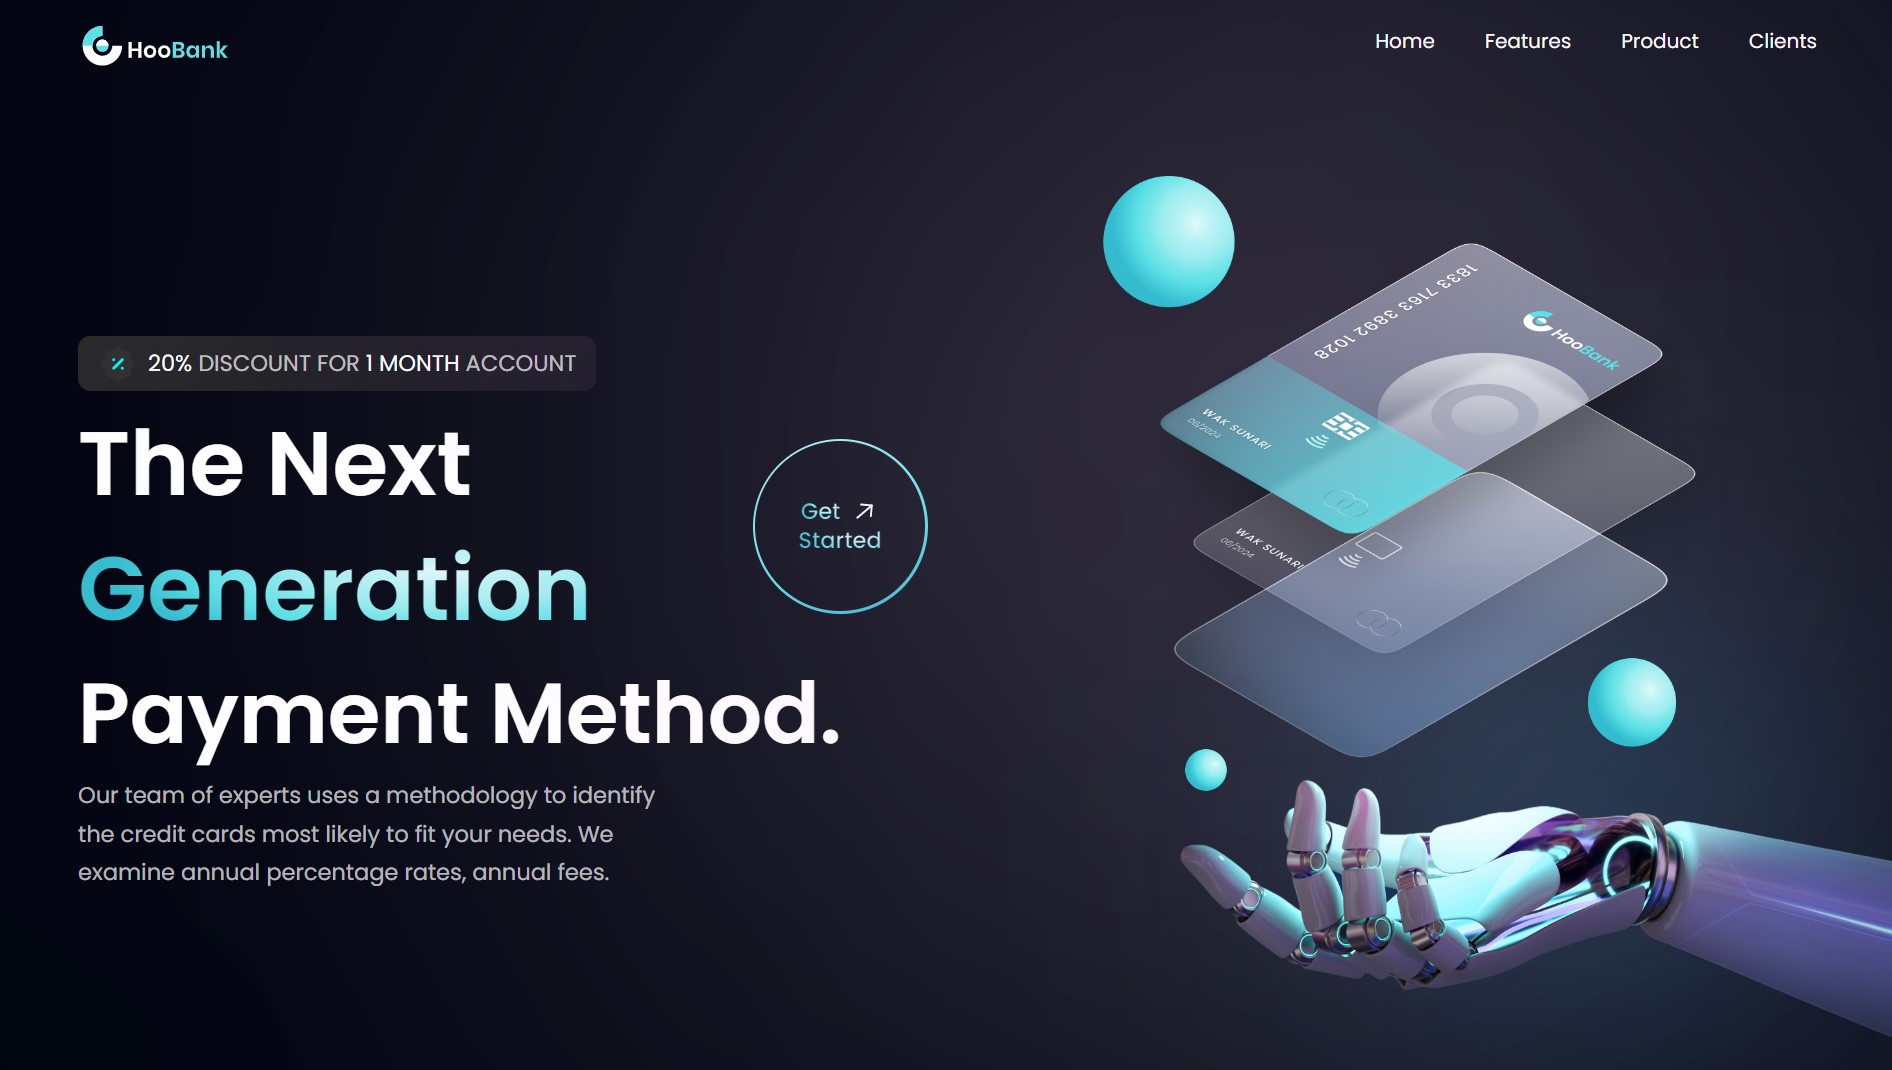 HooBank
Home Features Product Clients
20% DISCOUNT FOR 1 MONTH ACCOUNT
The Next
Generation
Payment Method.
Get
Started
Our team of experts uses a methodology to identify
the credit cards most likely to fit your needs. We
examine annual percentage rates, annual fees.
1833 7163 3892 1028
HooBank
WAK SUNARI
06/2024
WAK SUNARI
06/2024